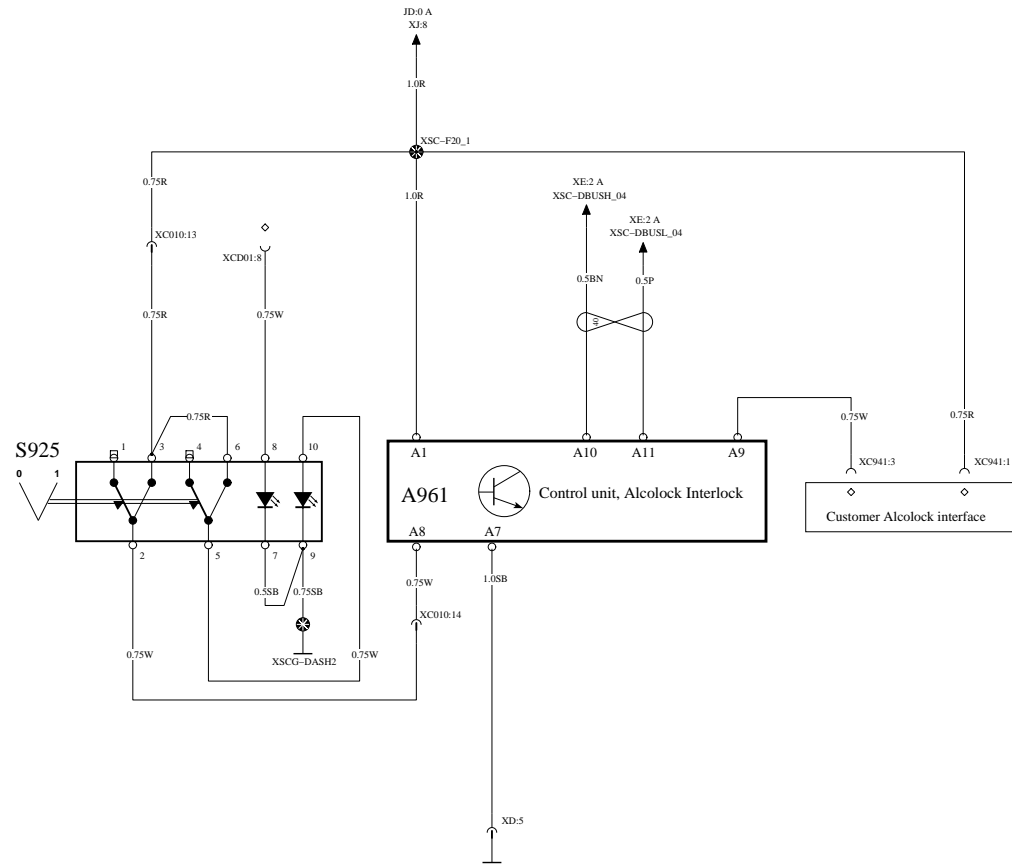 JD:0 A
XJ:8
1.0R
XSC-F20_1
0.75R
1.0R
XE:2 A
XSC-DBUSH_04
XE:2 A
XSC-DBUSL_04
XC010:13
XCD01:8
0.5BN
0.5P
0.75R
0.75W
40
0.75R
0.75W
0.75R
S925
0 1
1 3 4 6 8 10
A1 A10 A11 A9
XC941:3
XC941:1
A961
Control unit, Alcolock Interlock
Customer Alcolock interface
A8 A7
2 5 7 9
0.75W
1.0SB
0.5SB
0.75SB
XC010:14
0.75W
XSCG-DASH2
0.75W
XD:5